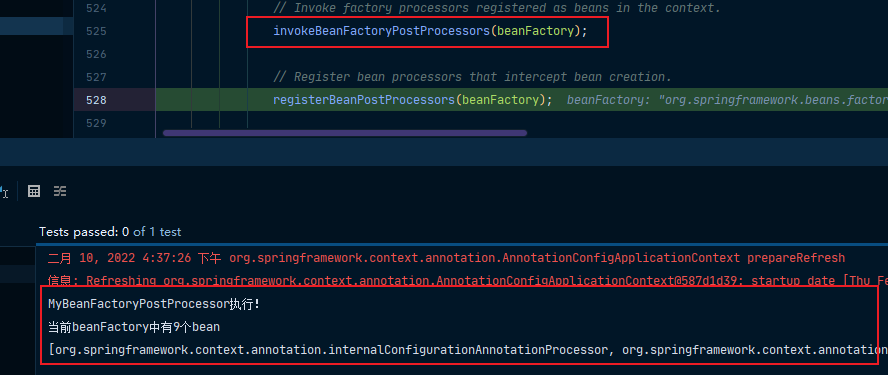 524 // Invoke factory processors registered as beans in the context.
525 invokeBeanFactoryPostProcessors(beanFactory);
526
527 // Register bean processors that intercept bean creation.
528 registerBeanPostProcessors(beanFactory); beanFactory: "org.springframework.beans.factor
529
Tests passed: 0 of 1 test
二月 10, 2022 4:37:26 下午 org.springframework.context.annotation.AnnotationConfigApplicationContext prepareRefresh
信息: Refreshing org.springframework.context.annotation.AnnotationConfigApplicationContext@587d1d39: startup date [Thu Fe
MyBeanFactoryPostProcessor执行!
当前beanFactory中有9个bean
[org.springframework.context.annotation.internalConfigurationAnnotationProcessor, org.springframework.context.annotation